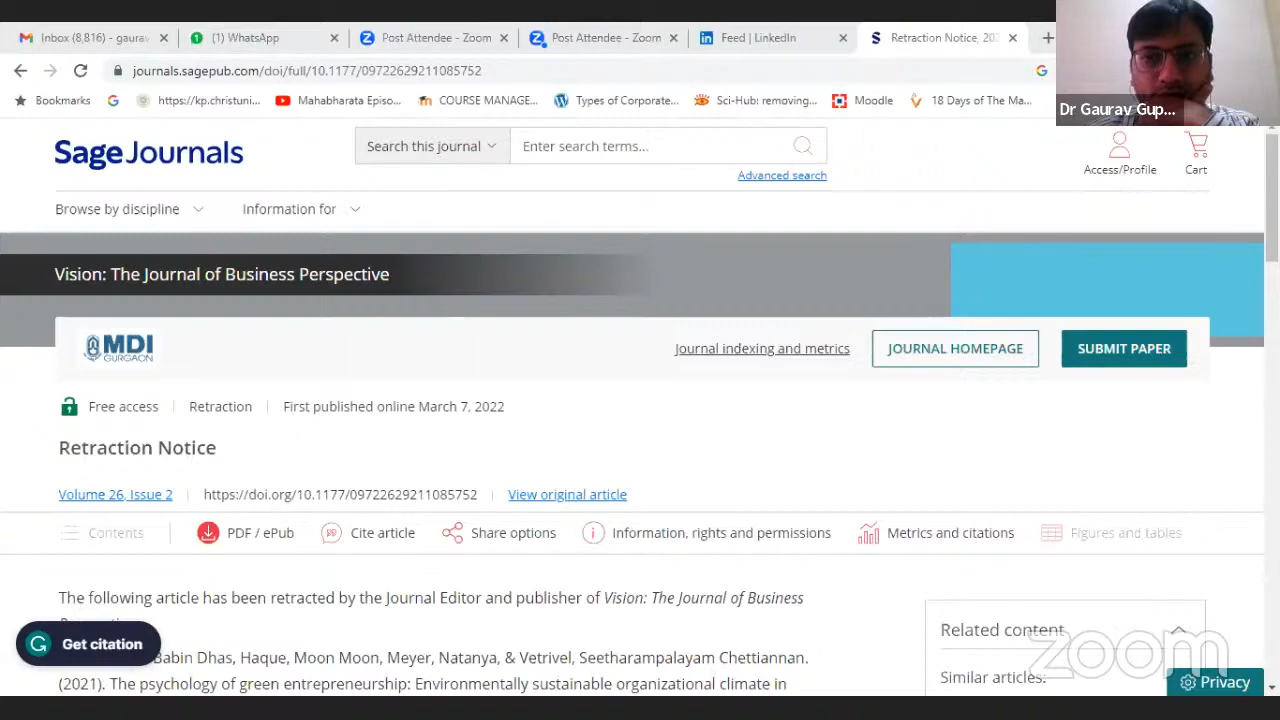 Inbox (8,816) - gaurav
(1) WhatsApp
Post Attendee - Zoom
Post Attendee - Zoom
Feed | LinkedIn
Retraction Notice, 202
journals.sagepub.com/doi/full/10.1177/09722629211085752
Bookmarks
https://kp.christuni...
Mahabharata Episo...
COURSE MANAGE...
Types of Corporate...
Sci-Hub: removing...
Moodle
18 Days of The Ma...
Dr Gaurav Gup...
Sage Journals
Search this journal
Enter search terms...
Advanced search
Access/Profile
Cart
Browse by discipline
Information for
Vision: The Journal of Business Perspective
MDI
GURGAON
Journal indexing and metrics
JOURNAL HOMEPAGE
SUBMIT PAPER
Free access
Retraction
First published online March 7, 2022
Retraction Notice
Volume 26, Issue 2
https://doi.org/10.1177/09722629211085752
View original article
Contents
PDF / ePub
Cite article
Share options
Information, rights and permissions
Metrics and citations
Figures and tables
The following article has been retracted by the Journal Editor and publisher of Vision: The Journal of Business
Get citation
Babin Dhas, Haque, Moon Moon, Meyer, Natanya, & Vetrivel, Seetharampalayam Chettiannan.
(2021). The psychology of green entrepreneurship: Environmentally sustainable organizational climate in
Related content
Similar articles:
zoom
Privacy